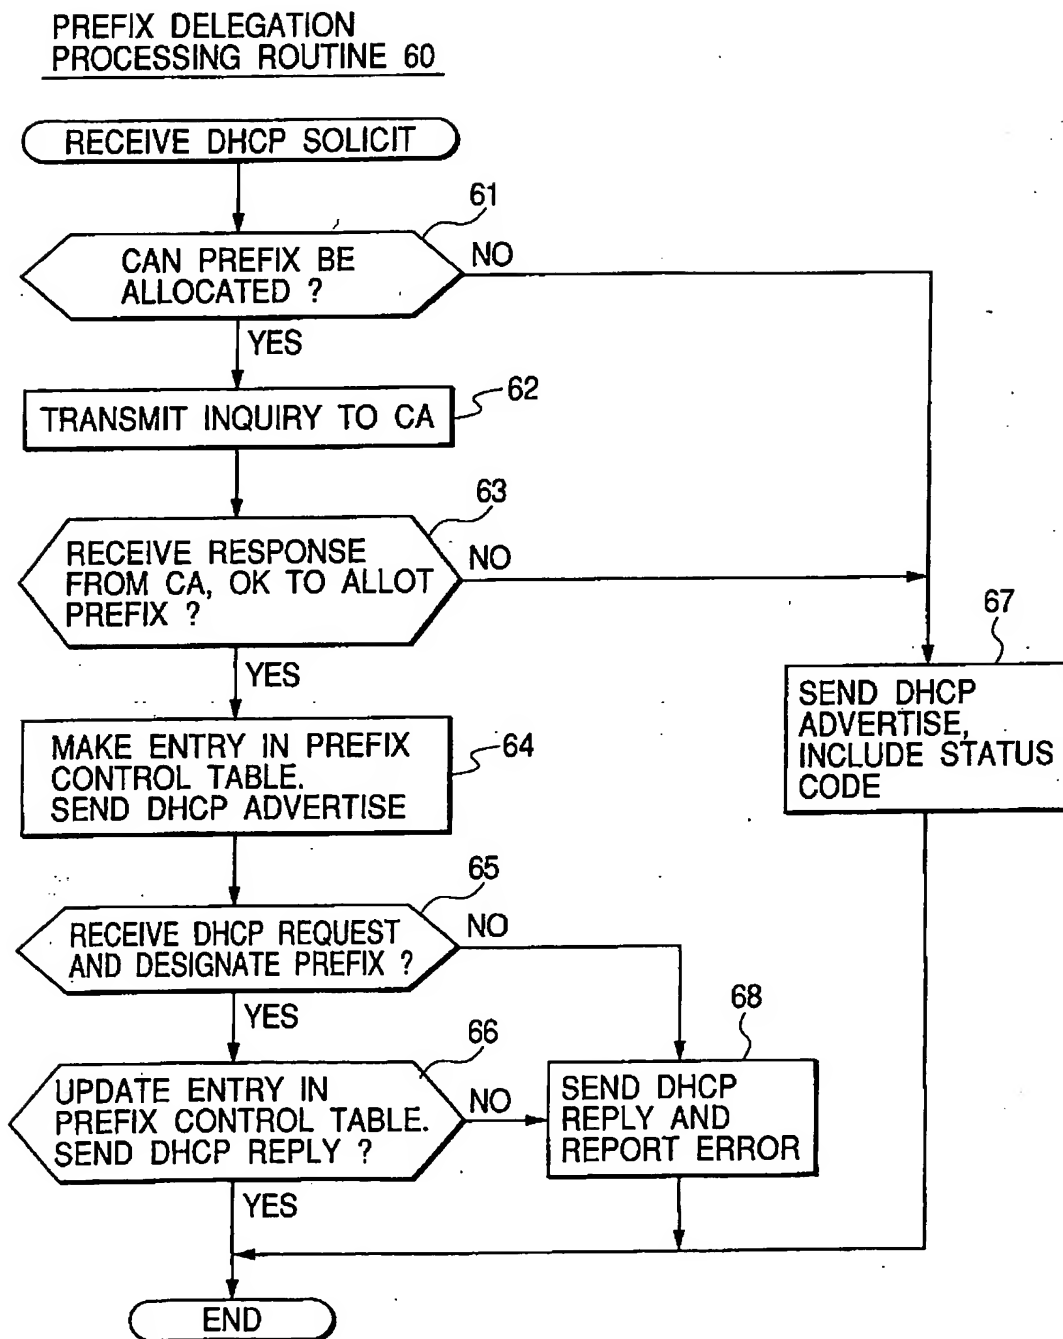 PREFIX DELEGATION
PROCESSING ROUTINE 60
RECEIVE DHCP SOLICIT
61
CAN PREFIX BE
ALLOCATED ?
NO
YES
62
TRANSMIT INQUIRY TO CA
63
RECEIVE RESPONSE
FROM CA, OK TO ALLOT
PREFIX ?
NO
YES
67
SEND DHCP
ADVERTISE,
INCLUDE STATUS
CODE
64
MAKE ENTRY IN PREFIX
CONTROL TABLE.
SEND DHCP ADVERTISE
65
RECEIVE DHCP REQUEST
AND DESIGNATE PREFIX ?
NO
YES
66
UPDATE ENTRY IN
PREFIX CONTROL TABLE.
SEND DHCP REPLY ?
NO
YES
68
SEND DHCP
REPLY AND
REPORT ERROR
END